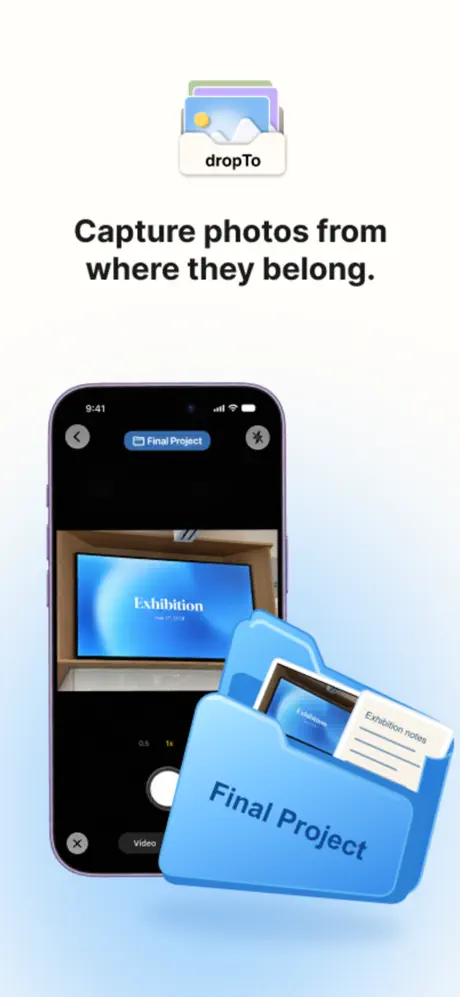 dropTo
Capture photos from
where they belong.
9:41
Final Project
Exhibition
0.5
1x
Video
Exhibition
Exhibition notes
Final Project